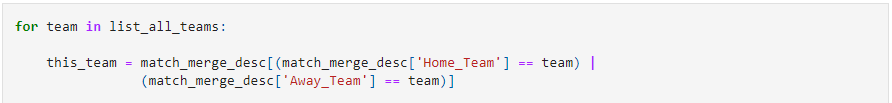 for team in list_all_teams:
this_team = match_merge_desc[(match_merge_desc['Home_Team'] == team) |
(match_merge_desc['Away_Team'] == team)]